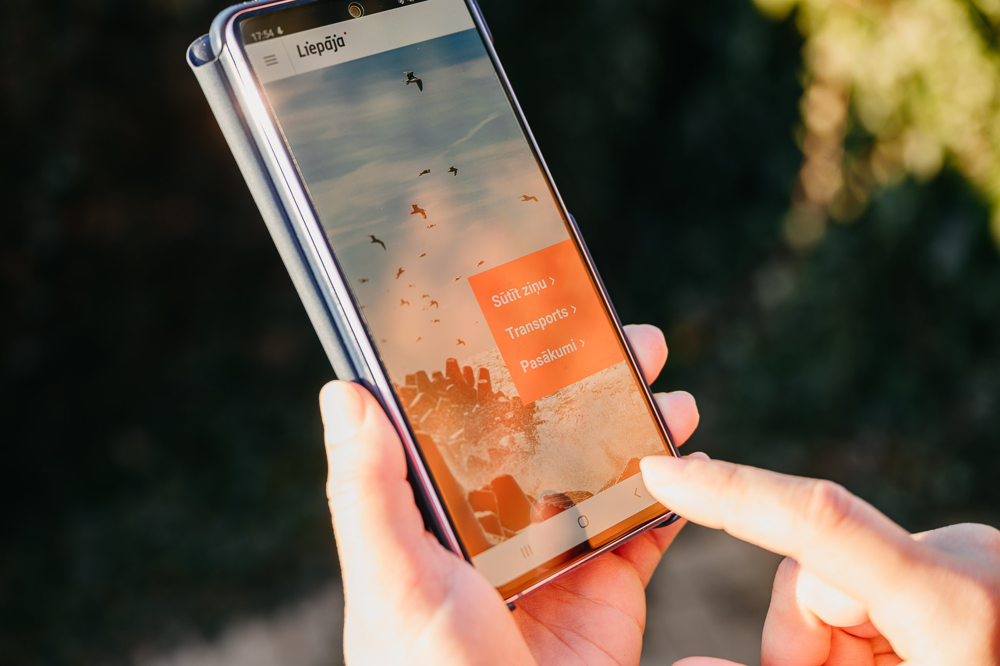 17:54
Liepāja
Sūtīt ziņu >
Transports >
Pasākumi >